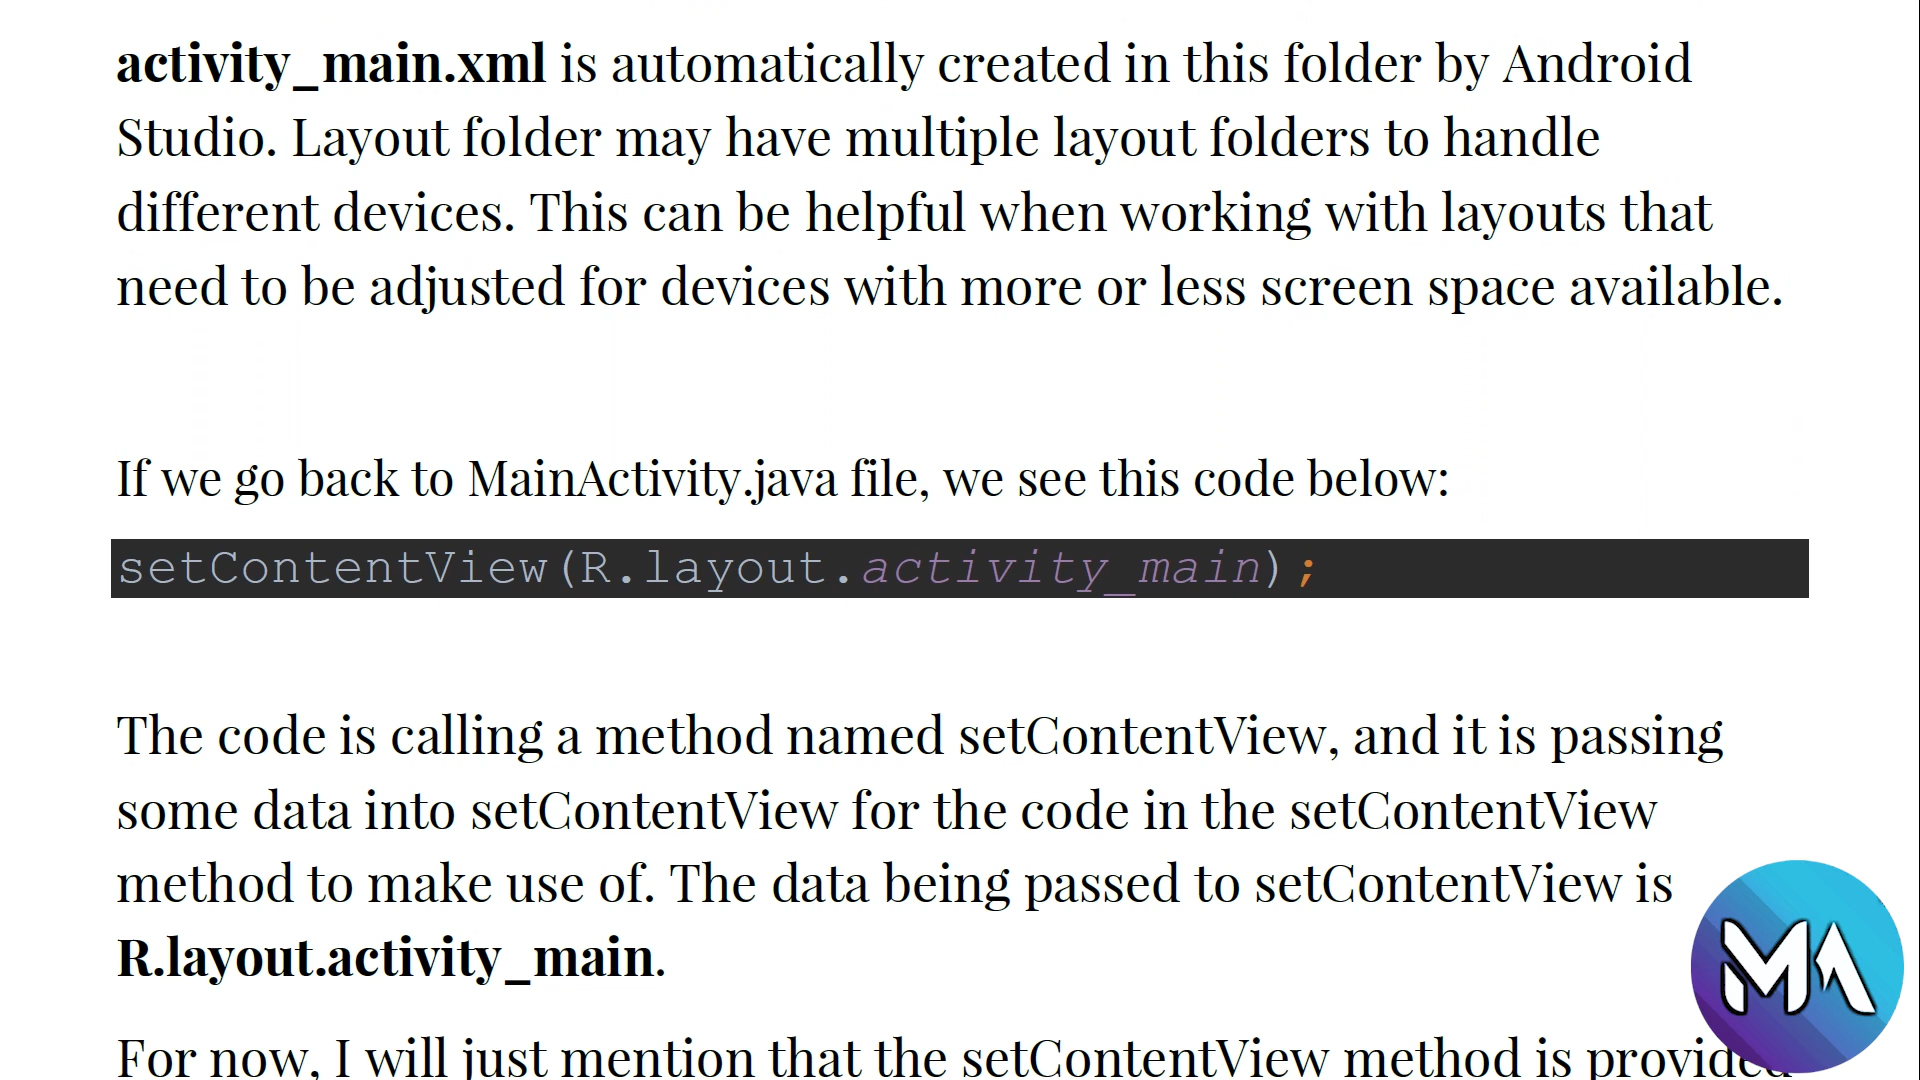 activity_main.xml is automatically created in this folder by Android
Studio. Layout folder may have multiple layout folders to handle
different devices. This can be helpful when working with layouts that
need to be adjusted for devices with more or less screen space available.
If we go back to MainActivity.java file, we see this code below:
setContentView(R.layout.activity_main);
The code is calling a method named setContentView, and it is passing
some data into setContentView for the code in the setContentView
method to make use of. The data being passed to setContentView is
R.layout.activity_main.
MA
For now, I will just mention that the setContentView method is provided